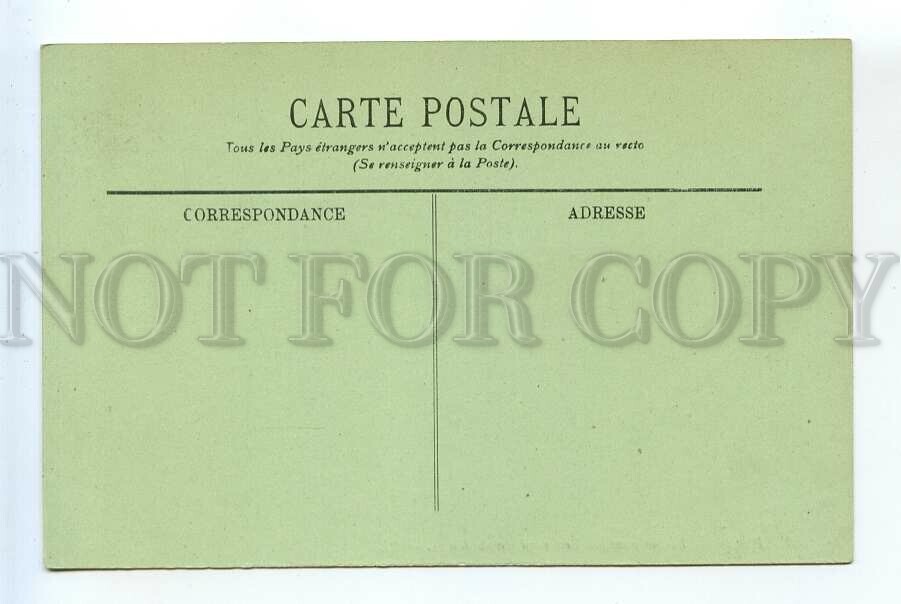 CARTE POSTALE
Tous les Pays étrangers n'acceptent pas la Correspondance au recto
(Se renseigner à la Poste).
CORRESPONDANCE
ADRESSE
NOT FOR COPY